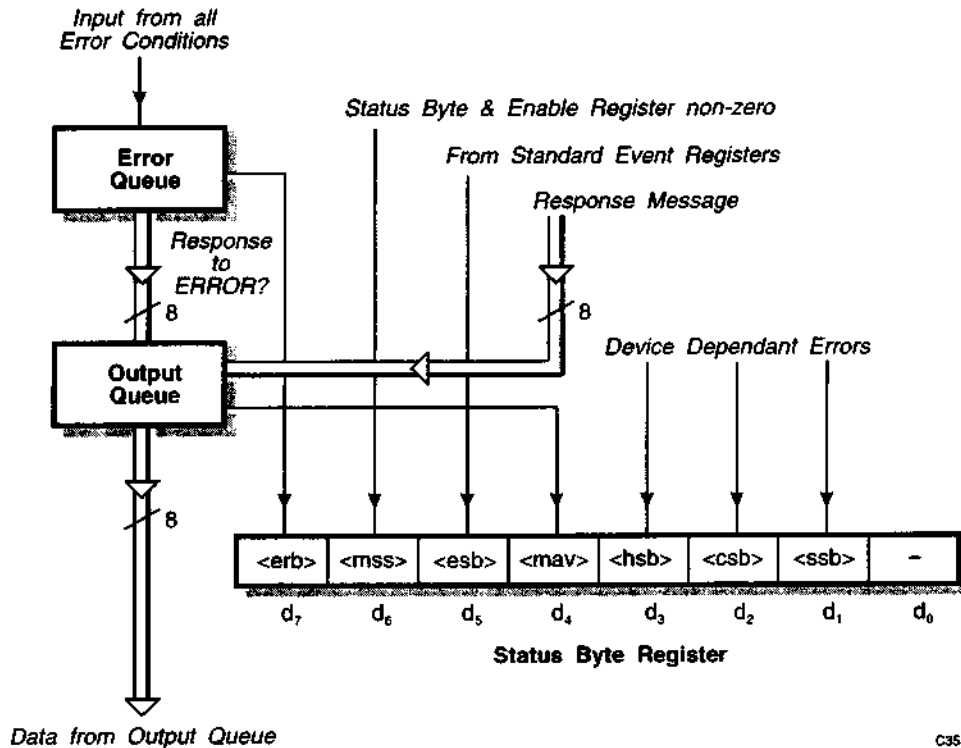 Input from all
Error Conditions
Status Byte & Enable Register non-zero
From Standard Event Registers
Response Message
Error
Queue
Response
to
ERROR?
8
8
Device Dependant Errors
Output
Queue
8
<erb> <mss> <esb> <mav> <hsb> <csb> <ssb> –
d₇ d₆ d₅ d₄ d₃ d₂ d₁ d₀
Status Byte Register
Data from Output Queue
C35